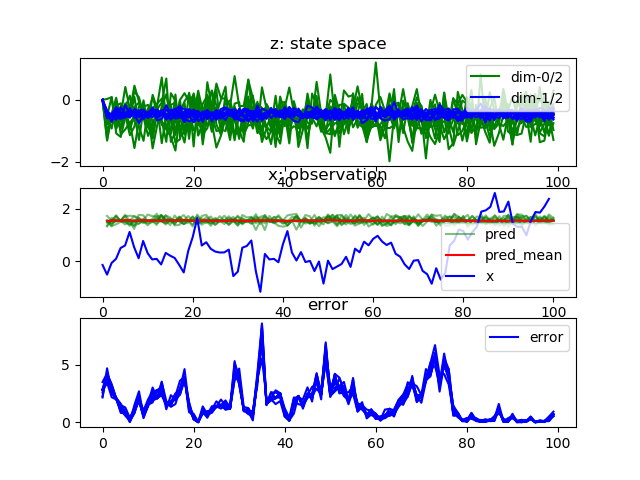 z: state space
0
−2
dim-0/2
dim-1/2
0 20 40 60 80 100
x: observation
2
0
pred
pred_mean
x
0 20 40 60 80 100
error
5
0
error
0 20 40 60 80 100